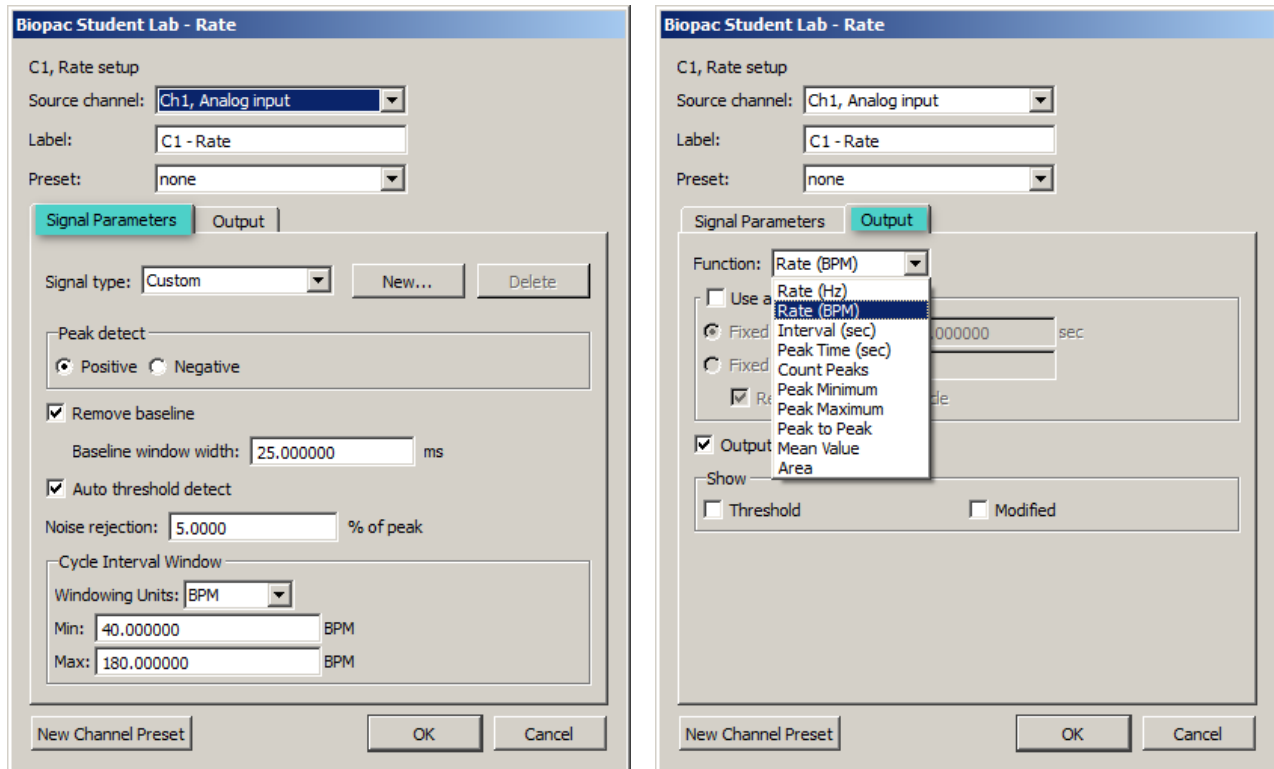 Biopac Student Lab - Rate
C1, Rate setup
Source channel: Ch1, Analog input
Label: C1 - Rate
Preset: none
Signal Parameters Output
Signal type: Custom New... Delete
Peak detect
Positive Negative
Remove baseline
Baseline window width: 25.000000 ms
Auto threshold detect
Noise rejection: 5.0000 % of peak
Cycle Interval Window
Windowing Units: BPM
Min: 40.000000 BPM
Max: 180.000000 BPM
New Channel Preset OK Cancel
Biopac Student Lab - Rate
C1, Rate setup
Source channel: Ch1, Analog input
Label: C1 - Rate
Preset: none
Signal Parameters Output
Function: Rate (BPM)
Rate (Hz)
Use a
Rate (BPM)
Fixed Interval (sec) .000000 sec
Peak Time (sec)
Fixed Count Peaks
Peak Minimum
Peak Maximum
Peak to Peak
Output Mean Value
Area
Show
Threshold Modified
New Channel Preset OK Cancel